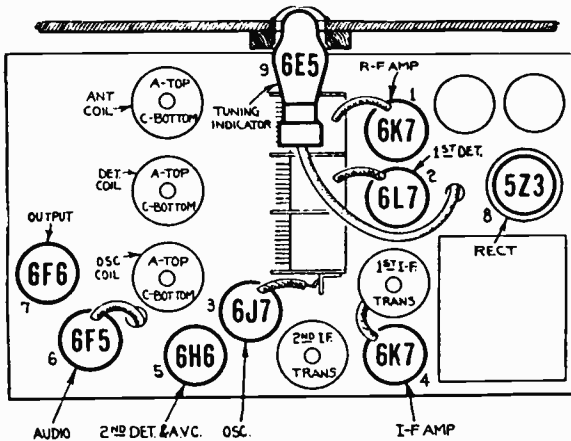 6E5
9
TUNING
INDICATOR
R-F AMP
1
6K7
1ST DET.
2
6L7
5Z3
8
RECT
ANT
COIL
A-TOP
C-BOTTOM
DET.
COIL
A-TOP
C-BOTTOM
OSC
COIL
A-TOP
C-BOTTOM
OUTPUT
6F6
7
6F5
6
6H6
5
3
6J7
2ND I.F.
TRANS
1ST I-F.
TRANS
6K7
4
AUDIO
2ND DET. & A.V.C.
OSC.
I-F AMP